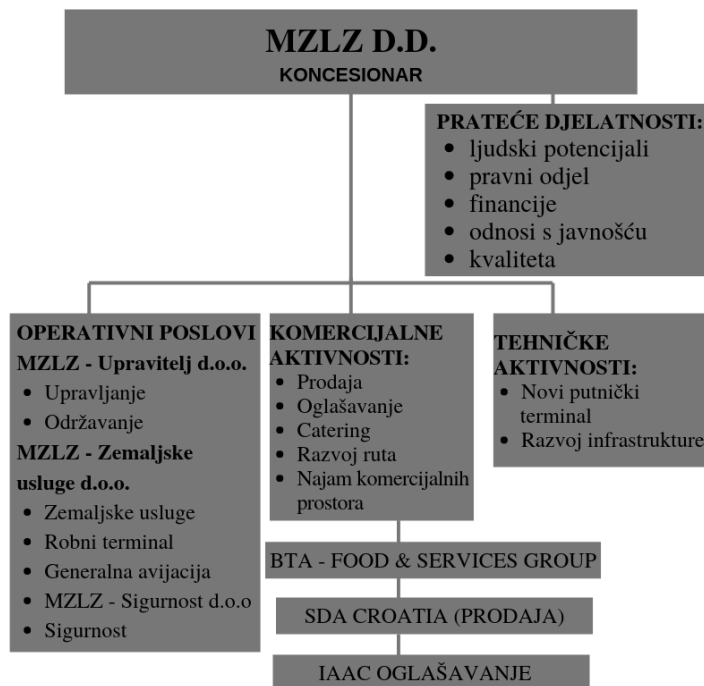 MZLZ D.D.
KONCESIONAR
PRATEĆE DJELATNOSTI:
• ljudski potencijali
• pravni odjel
• financije
• odnosi s javnošću
• kvaliteta
OPERATIVNI POSLOVI
MZLZ - Upravitelj d.o.o.
• Upravljanje
• Održavanje
MZLZ - Zemaljske
usluge d.o.o.
• Zemaljske usluge
• Robni terminal
• Generalna avijacija
• MZLZ - Sigurnost d.o.o
• Sigurnost
KOMERCIJALNE
AKTIVNOSTI:
• Prodaja
• Oglašavanje
• Catering
• Razvoj ruta
• Najam komercijalnih
prostora
BTA - FOOD & SERVICES GROUP
SDA CROATIA (PRODAJA)
IAAC OGLAŠAVANJE
TEHNIČKE
AKTIVNOSTI:
• Novi putnički
terminal
• Razvoj infrastrukture